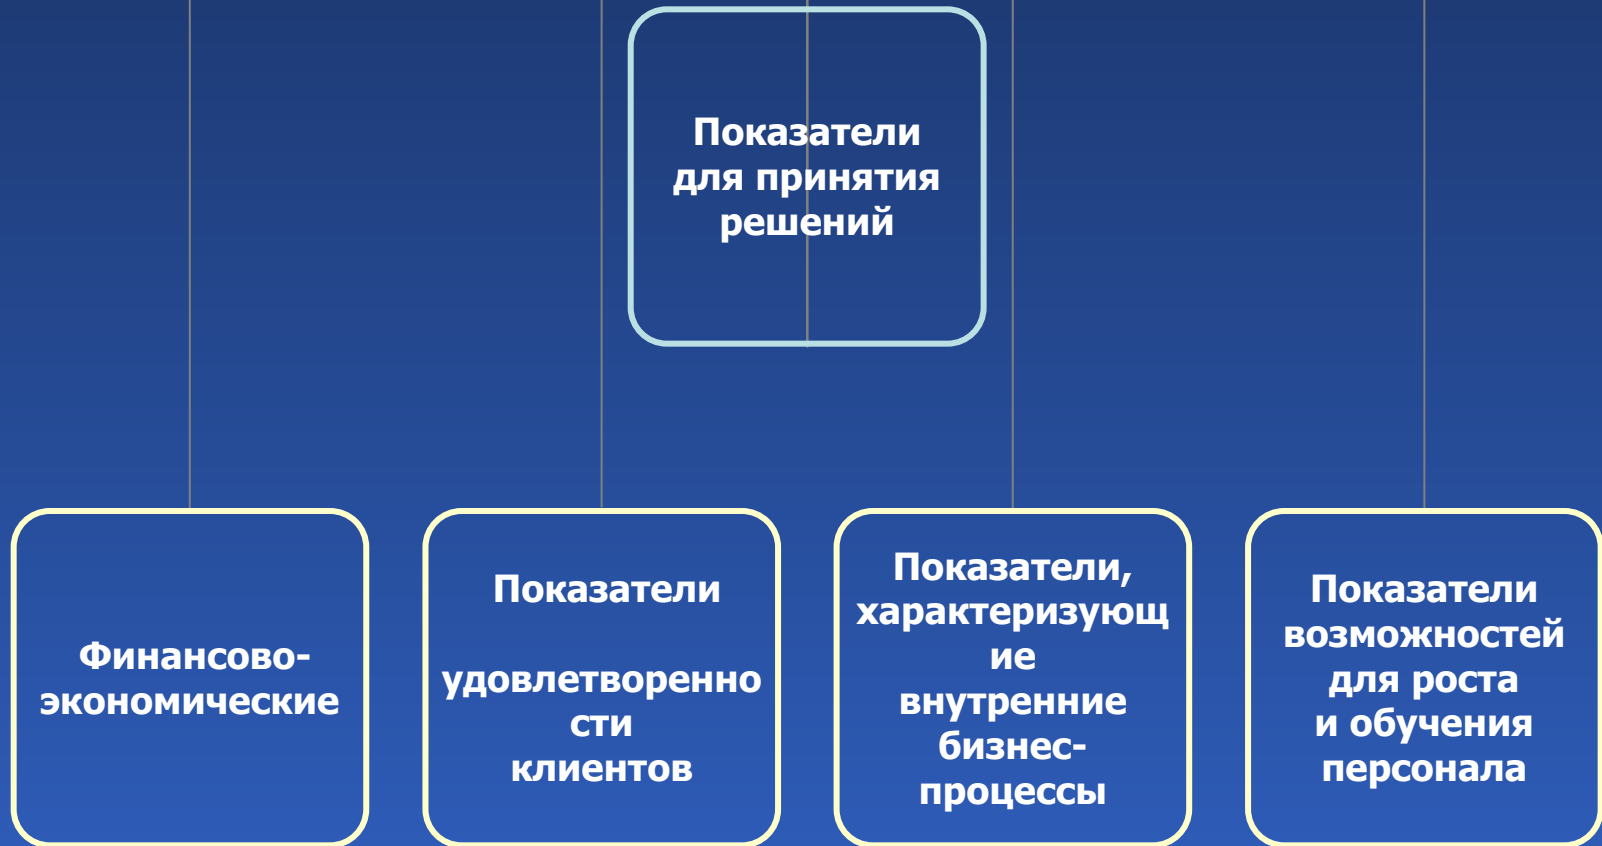 Показатели
для принятия
решений
Финансово-
экономические
Показатели
удовлетворенно
сти
клиентов
Показатели,
характеризующ
ие
внутренние
бизнес-
процессы
Показатели
возможностей
для роста
и обучения
персонала